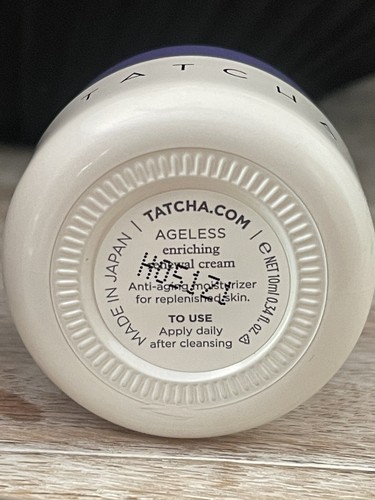 TATCHA
TATCHA.COM
AGELESS
enriching
renewal cream
Anti-aging moisturizer
for replenished skin.
TO USE
Apply daily
after cleansing
MADE IN JAPAN
e NET 10ml 0.34 fl. oz